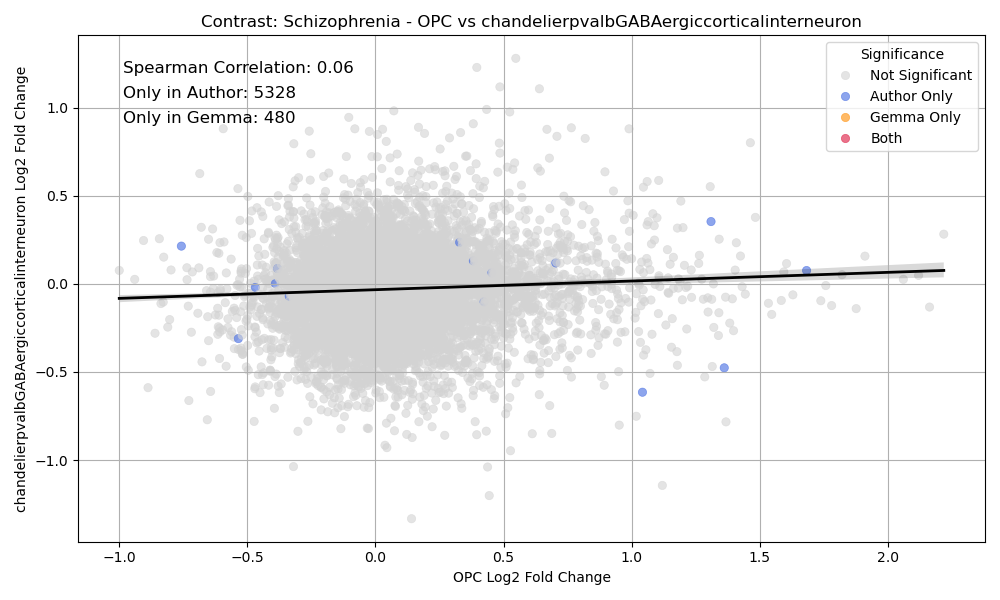 Contrast: Schizophrenia - OPC vs chandelierpvalbGABAergiccorticalinterneuron
Spearman Correlation: 0.06
Only in Author: 5328
Only in Gemma: 480
Significance
Not Significant
Author Only
Gemma Only
Both
chandelierpvalbGABAergiccorticalinterneuron Log2 Fold Change
1.0
0.5
0.0
−0.5
−1.0
−1.0 −0.5 0.0 0.5 1.0 1.5 2.0
OPC Log2 Fold Change